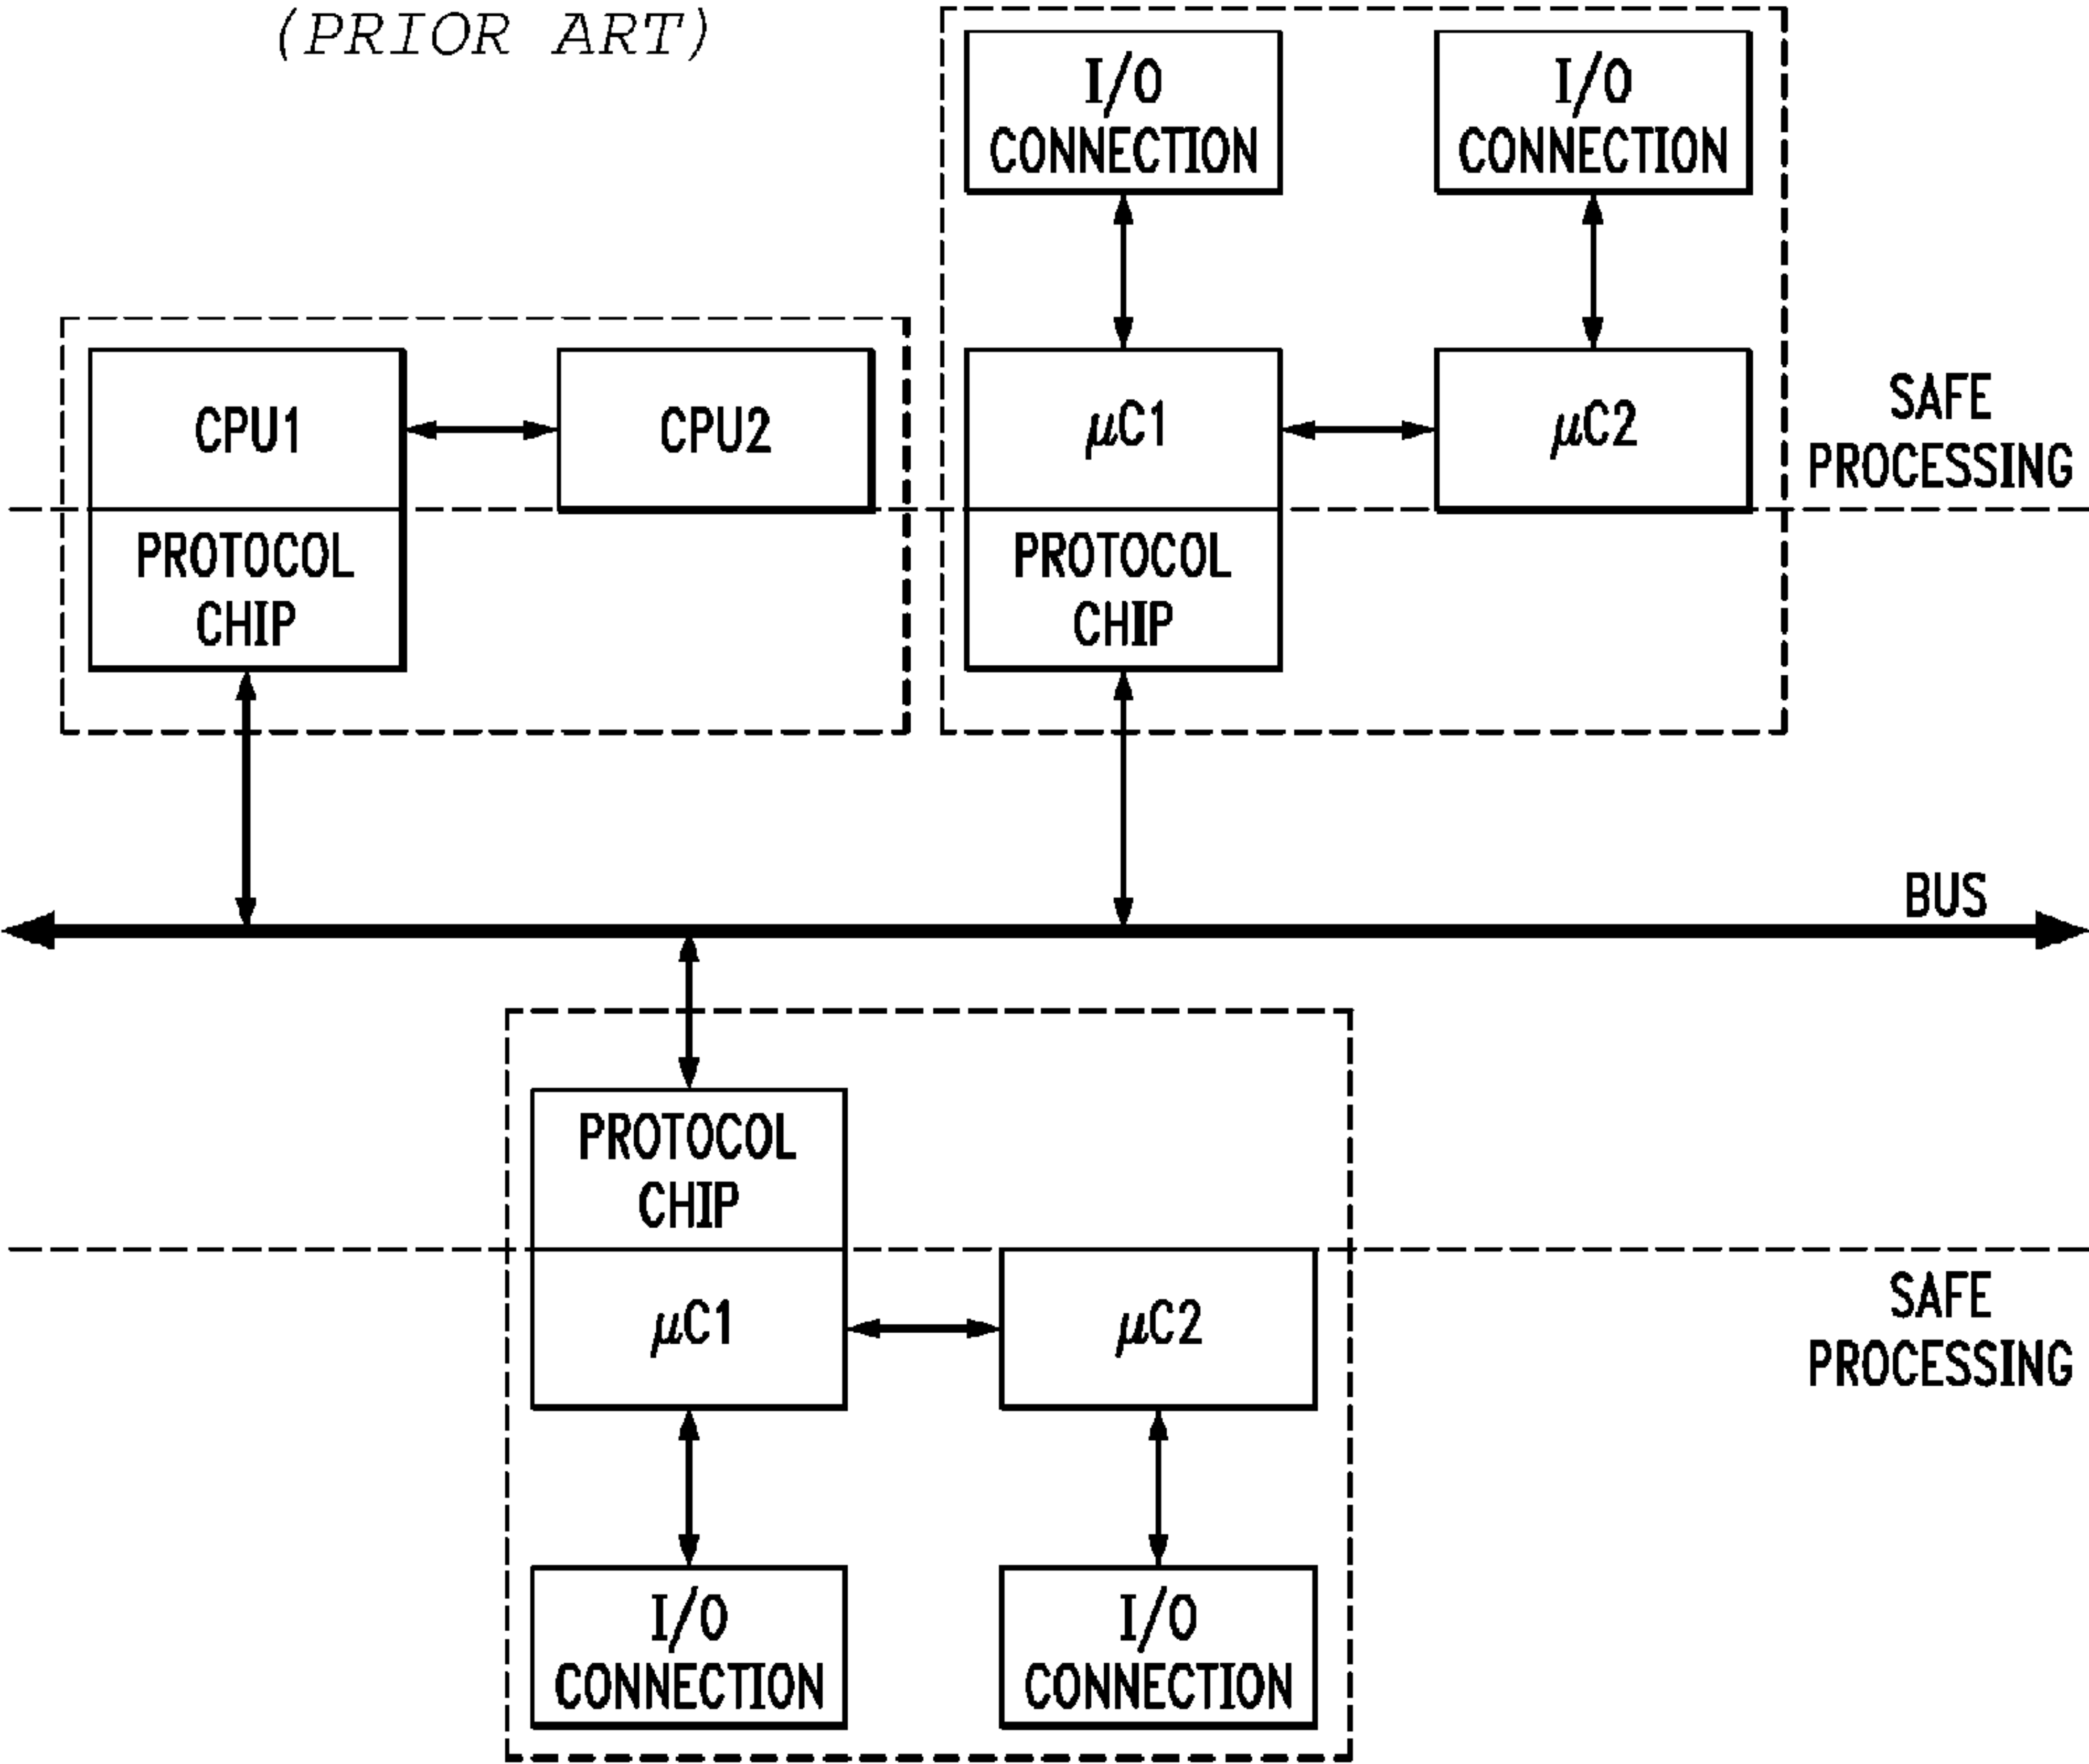 (PRIOR ART)
I/O
CONNECTION
I/O
CONNECTION
CPU1
CPU2
µC1
µC2
SAFE
PROCESSING
PROTOCOL
CHIP
PROTOCOL
CHIP
BUS
PROTOCOL
CHIP
µC1
µC2
SAFE
PROCESSING
I/O
CONNECTION
I/O
CONNECTION